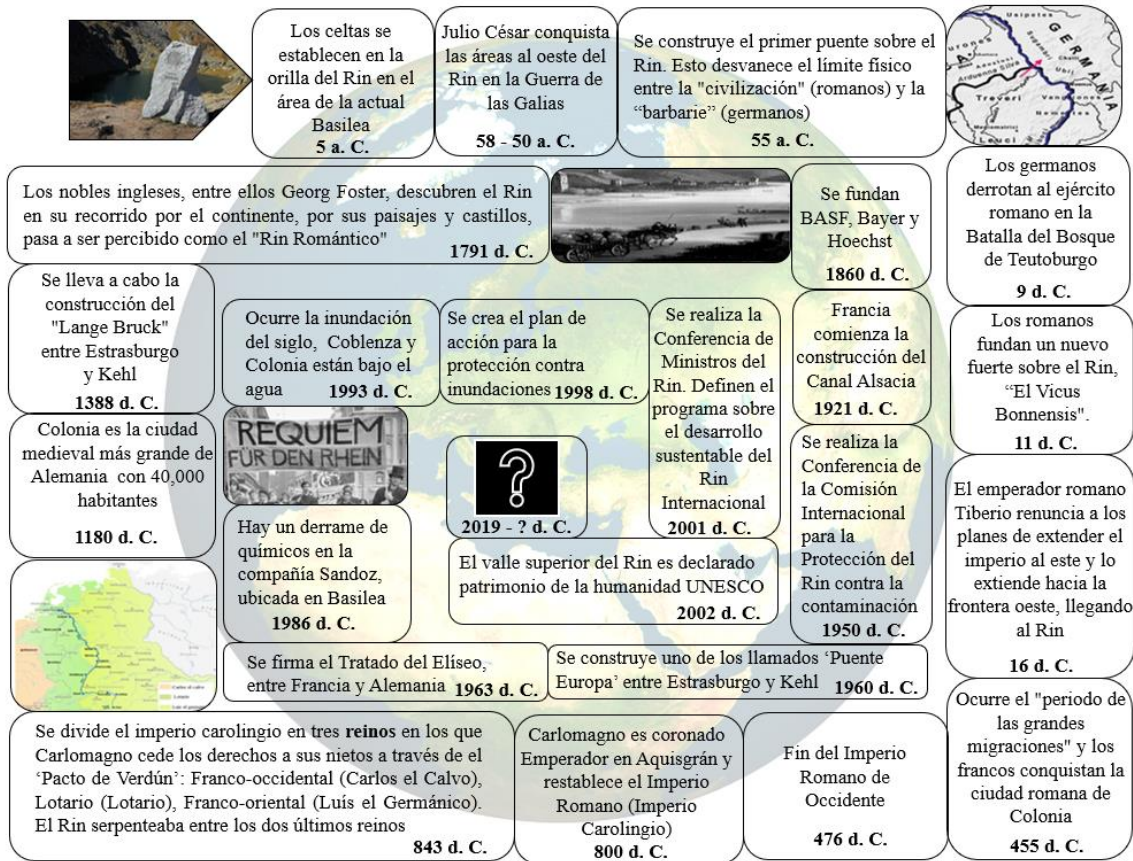 Los celtas se
establecen en la
orilla del Rin en el
área de la actual
Basilea
5 a. C.
Julio César conquista
las áreas al oeste del
Rin en la Guerra de
las Galias
58 - 50 a. C.
Se construye el primer puente sobre el
Rin. Esto desvanece el límite físico
entre la "civilización" (romanos) y la
“barbarie” (germanos)
55 a. C.
Usipetes
GERMANIA
Arduenna Silva
Ubii
Treveri
Nemetes
Mediomatrici
Leuci
Los germanos
derrotan al ejército
romano en la
Batalla del Bosque
de Teutoburgo
9 d. C.
Los romanos
fundan un nuevo
fuerte sobre el Rin,
“El Vicus
Bonnensis".
11 d. C.
El emperador romano
Tiberio renuncia a los
planes de extender el
imperio al este y lo
extiende hacia la
frontera oeste, llegando
al Rin
16 d. C.
Ocurre el "periodo de
las grandes
migraciones" y los
francos conquistan la
ciudad romana de
Colonia
455 d. C.
Fin del Imperio
Romano de
Occidente
476 d. C.
Carlomagno es coronado
Emperador en Aquisgrán y
restablece el Imperio
Romano (Imperio
Carolingio)
800 d. C.
Se divide el imperio carolingio en tres reinos en los que
Carlomagno cede los derechos a sus nietos a través de el
‘Pacto de Verdún’: Franco-occidental (Carlos el Calvo),
Lotario (Lotario), Franco-oriental (Luís el Germánico).
El Rin serpenteaba entre los dos últimos reinos
843 d. C.
Carlos el calvo
Lotario
Colonia es la ciudad
medieval más grande de
Alemania con 40,000
habitantes
1180 d. C.
Se lleva a cabo la
construcción del
"Lange Bruck"
entre Estrasburgo
y Kehl
1388 d. C.
Los nobles ingleses, entre ellos Georg Foster, descubren el Rin
en su recorrido por el continente, por sus paisajes y castillos,
pasa a ser percibido como el "Rin Romántico"
1791 d. C.
Se fundan
BASF, Bayer y
Hoechst
1860 d. C.
Francia
comienza la
construcción del
Canal Alsacia
1921 d. C.
Se realiza la
Conferencia de
la Comisión
Internacional
para la
Protección del
Rin contra la
contaminación
1950 d. C.
Se construye uno de los llamados ‘Puente
Europa’ entre Estrasburgo y Kehl 1960 d. C.
Se firma el Tratado del Elíseo,
entre Francia y Alemania 1963 d. C.
Hay un derrame de
químicos en la
compañía Sandoz,
ubicada en Basilea
1986 d. C.
REQUIEM
FÜR DEN RHEIN
Ocurre la inundación
del siglo, Coblenza y
Colonia están bajo el
agua 1993 d. C.
Se crea el plan de
acción para la
protección contra
inundaciones 1998 d. C.
Se realiza la
Conferencia de
Ministros del
Rin. Definen el
programa sobre
el desarrollo
sustentable del
Rin
Internacional
2001 d. C.
El valle superior del Rin es declarado
patrimonio de la humanidad UNESCO
2002 d. C.
?
2019 - ? d. C.